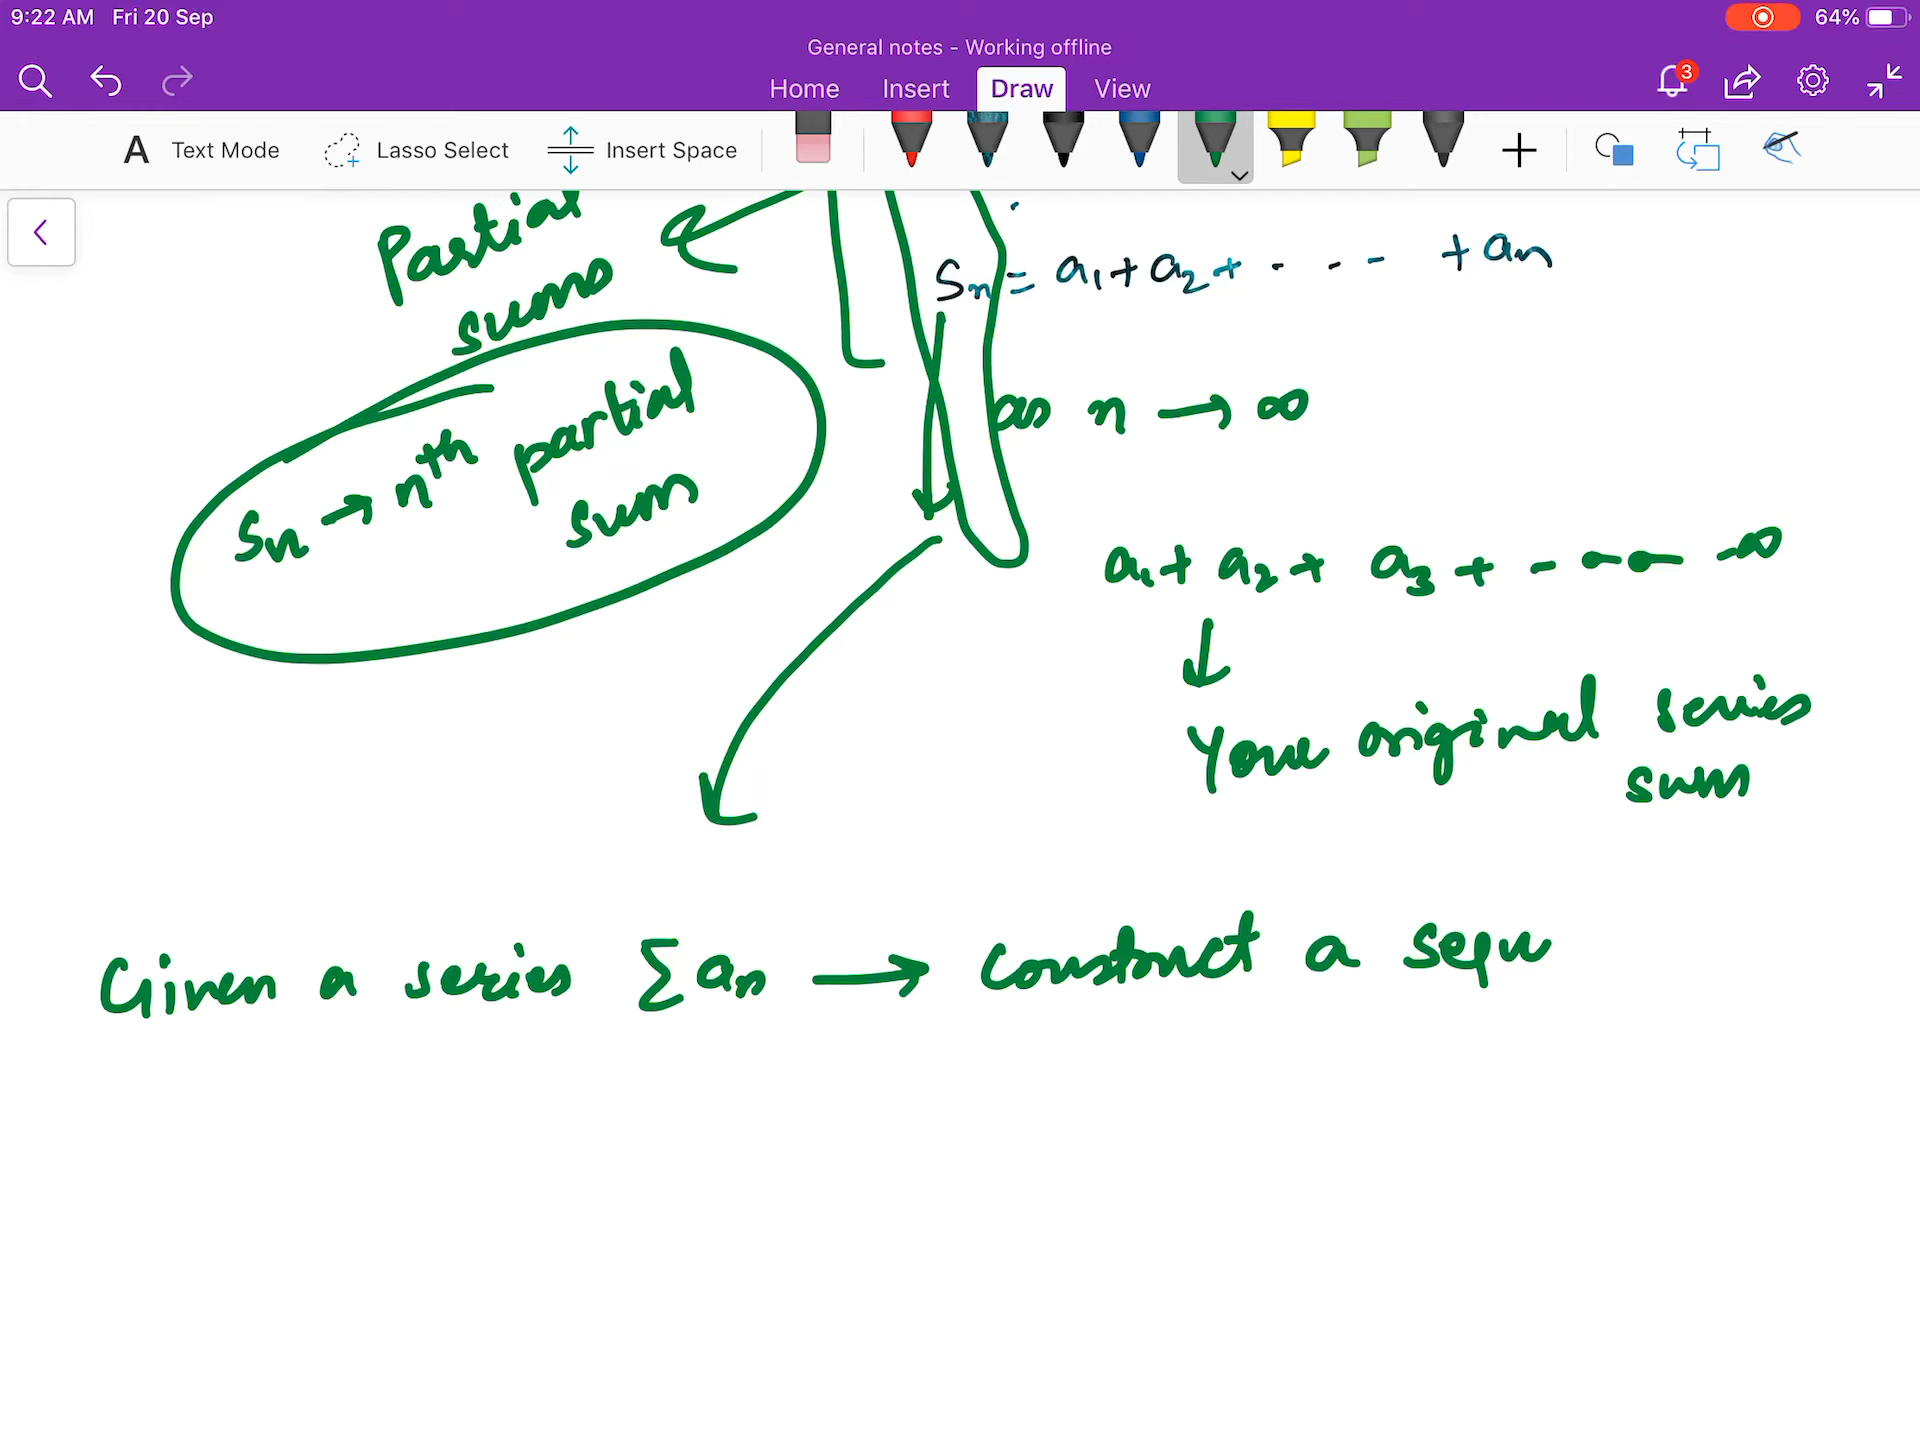 9:22 AM Fri 20 Sep
64%
General notes - Working offline
Home Insert Draw View
3
A Text Mode Lasso Select Insert Space
Partial
sums
Sn = a1 + a2 + . . . - + an
as n → ∞
Sn → nth partial
sum
a1 + a2 + a3 + - - - - ∞
↓
Your original series
sum
Given a series Σan → construct a sequ